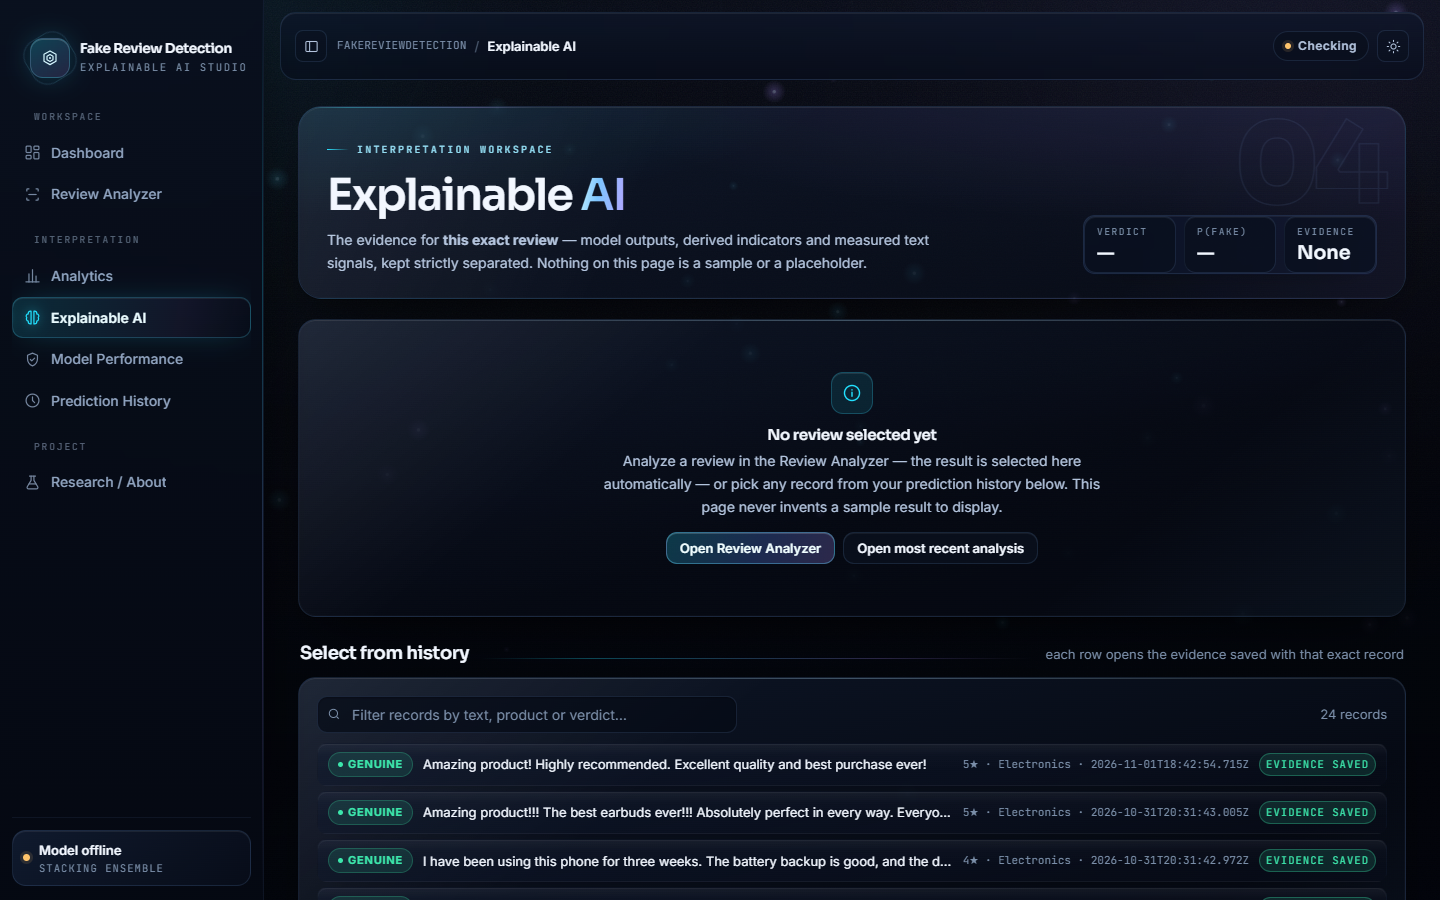 Fake Review Detection
EXPLAINABLE AI STUDIO
WORKSPACE
Dashboard
Review Analyzer
INTERPRETATION
Analytics
Explainable AI
Model Performance
Prediction History
PROJECT
Research / About
Model offline
STACKING ENSEMBLE
FAKEREVIEWDETECTION / Explainable AI
Checking
INTERPRETATION WORKSPACE
Explainable AI
The evidence for this exact review — model outputs, derived indicators and measured text
signals, kept strictly separated. Nothing on this page is a sample or a placeholder.
04
VERDICT
—
P(FAKE)
—
EVIDENCE
None
No review selected yet
Analyze a review in the Review Analyzer — the result is selected here
automatically — or pick any record from your prediction history below. This
page never invents a sample result to display.
Open Review Analyzer
Open most recent analysis
Select from history
each row opens the evidence saved with that exact record
Filter records by text, product or verdict...
24 records
GENUINE Amazing product! Highly recommended. Excellent quality and best purchase ever! 5★ · Electronics · 2026-11-01T18:42:54.715Z EVIDENCE SAVED
GENUINE Amazing product!!! The best earbuds ever!!! Absolutely perfect in every way. Everyo... 5★ · Electronics · 2026-10-31T20:31:43.005Z EVIDENCE SAVED
GENUINE I have been using this phone for three weeks. The battery backup is good, and the d... 4★ · Electronics · 2026-10-31T20:31:42.972Z EVIDENCE SAVED